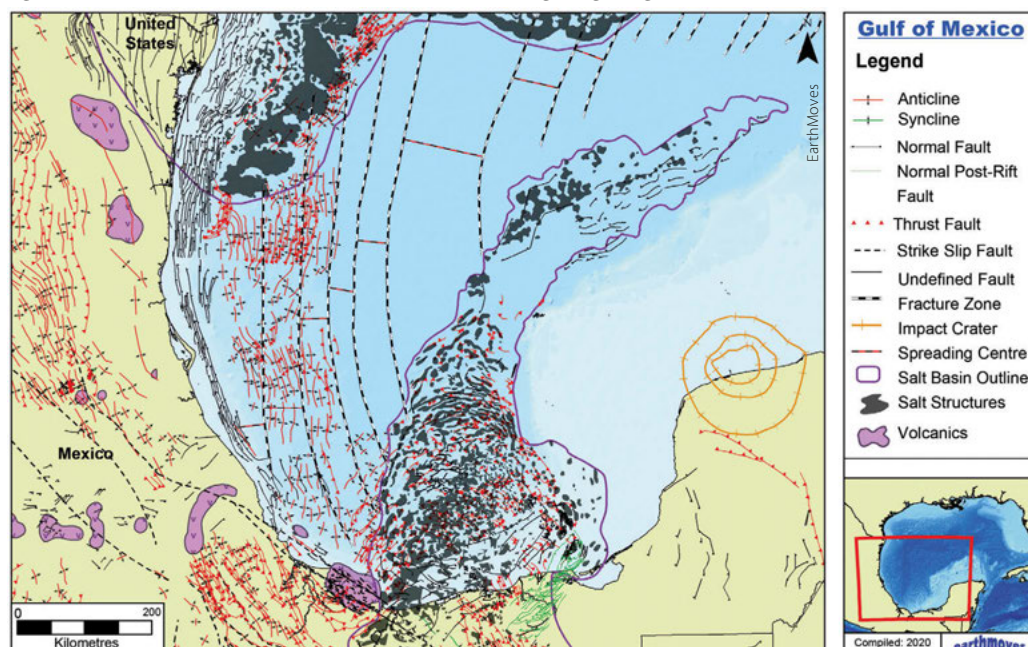 United
States
EarthMoves
Mexico
0
200
Kilometres
Gulf of Mexico
Legend
Anticline
Syncline
Normal Fault
Normal Post-Rift
Fault
Thrust Fault
Strike Slip Fault
Undefined Fault
Fracture Zone
Impact Crater
Spreading Centre
Salt Basin Outline
Salt Structures
Volcanics
Compiled: 2020
earthmoves